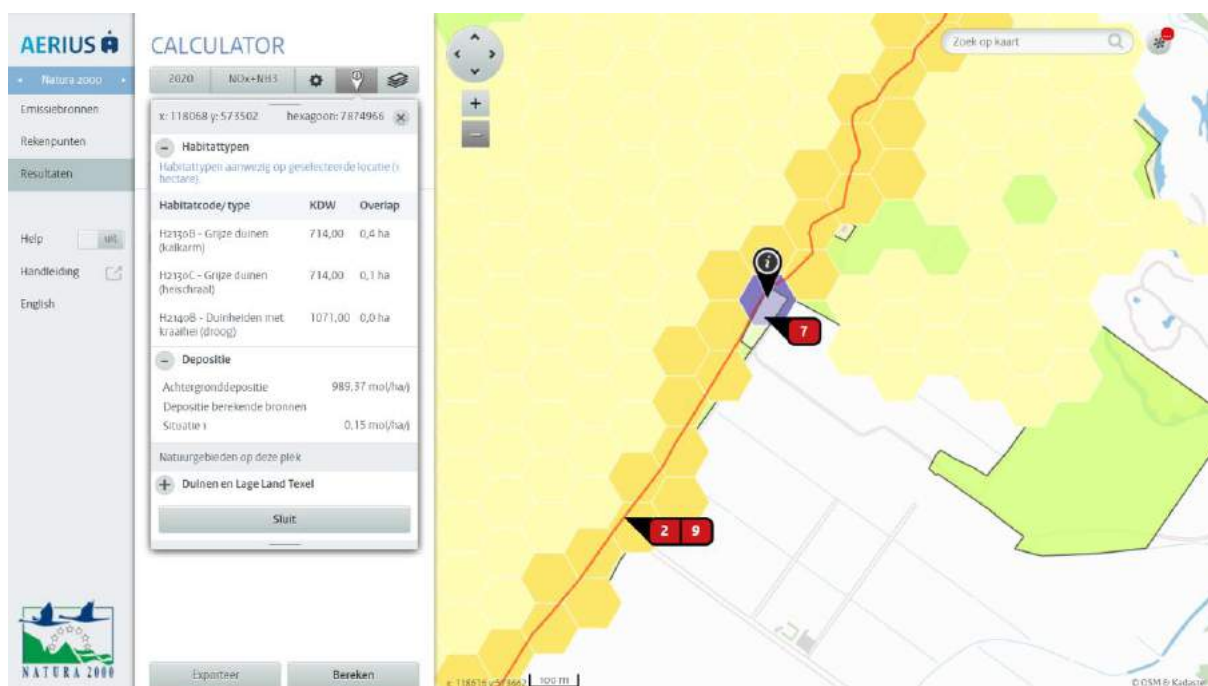 AERIUS
CALCULATOR
Natura 2000
2020 NOx+NH3
Zoek op kaart
Emissiebronnen
Rekenpunten
Resultaten
Help uit
Handleiding
English
x: 118068 y: 573502 hexagoon: 7874966
Habitattypen
Habitattypen aanwezig op geselecteerde locatie (1
hectare).
Habitatcode/type KDW Overlap
H2130B - Grijze duinen
(kalkarm) 714,00 0,4 ha
H2130C - Grijze duinen
(heischraal) 714,00 0,1 ha
H2140B - Duinheiden met
kraaihei (droog) 1071,00 0,0 ha
Depositie
Achtergronddepositie 989,37 mol/ha/j
Depositie berekende bronnen
Situatie 1 0,15 mol/ha/j
Natuurgebieden op deze plek
Duinen en Lage Land Texel
Sluit
7
2 9
NATURA 2000
Exporteer Bereken
100 m
© OSM & Kadaster